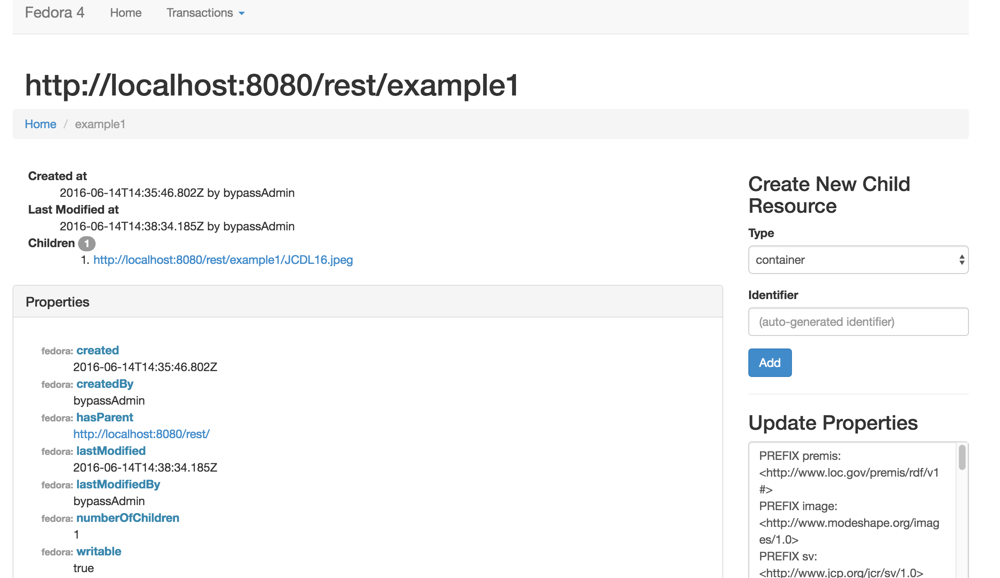 Fedora 4 Home Transactions
http://localhost:8080/rest/example1
Home / example1
Created at
2016-06-14T14:35:46.802Z by bypassAdmin
Last Modified at
2016-06-14T14:38:34.185Z by bypassAdmin
Children 1
1. http://localhost:8080/rest/example1/JCDL16.jpeg
Properties
fedora: created
2016-06-14T14:35:46.802Z
fedora: createdBy
bypassAdmin
fedora: hasParent
http://localhost:8080/rest/
fedora: lastModified
2016-06-14T14:38:34.185Z
fedora: lastModifiedBy
bypassAdmin
fedora: numberOfChildren
1
fedora: writable
true
Create New Child
Resource
Type
container
Identifier
(auto-generated identifier)
Add
Update Properties
PREFIX premis:
<http://www.loc.gov/premis/rdf/v1
#>
PREFIX image:
<http://www.modeshape.org/imag
es/1.0>
PREFIX sv:
<http://www.jcp.org/jcr/sv/1.0>